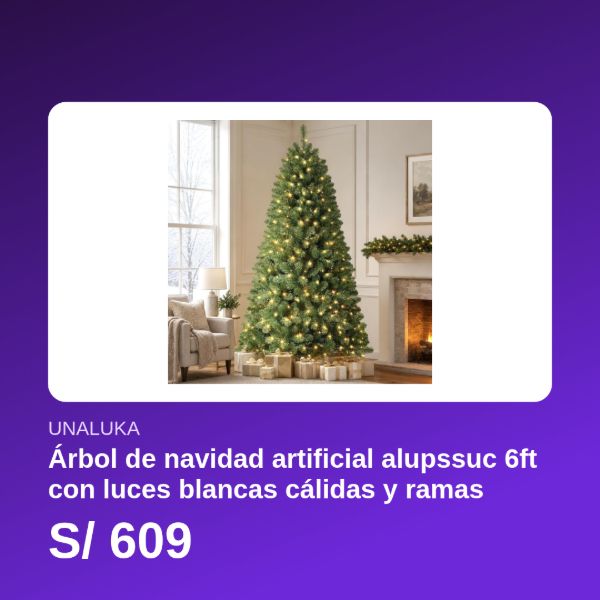 UNALUKA
Árbol de navidad artificial alupssuc 6ft
con luces blancas cálidas y ramas
S/ 609